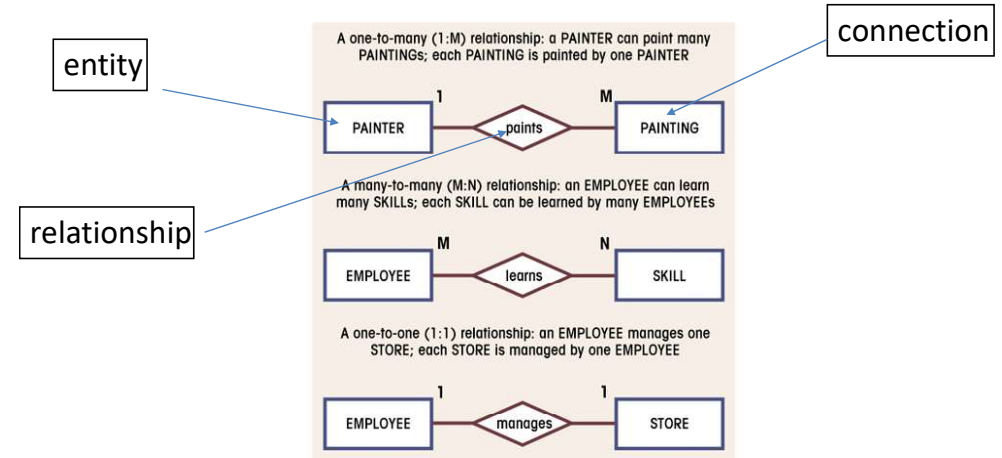 connection
entity
A one-to-many (1:M) relationship: a PAINTER can paint many
PAINTINGs; each PAINTING is painted by one PAINTER
1
M
PAINTER
paints
PAINTING
relationship
A many-to-many (M:N) relationship: an EMPLOYEE can learn
many SKILLs; each SKILL can be learned by many EMPLOYEEs
M
N
EMPLOYEE
learns
SKILL
A one-to-one (1:1) relationship: an EMPLOYEE manages one
STORE; each STORE is managed by one EMPLOYEE
1
1
EMPLOYEE
manages
STORE